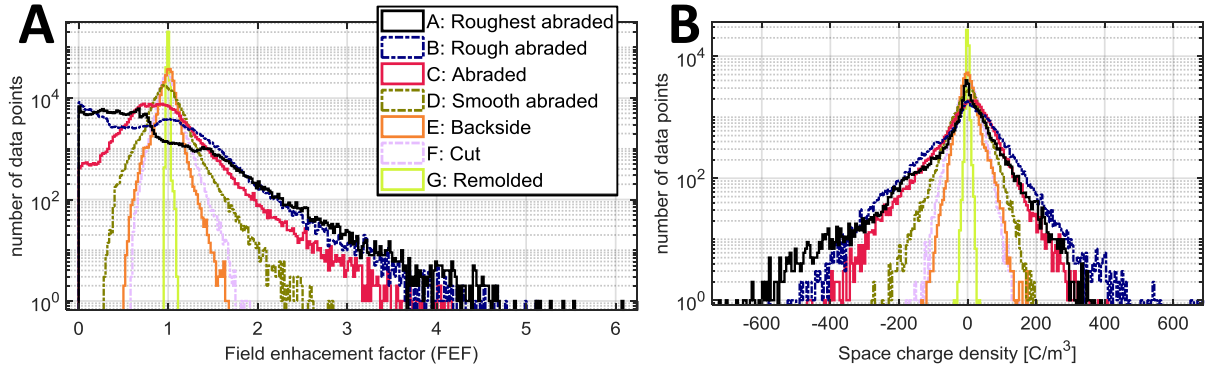 A
B
A: Roughest abraded
B: Rough abraded
C: Abraded
D: Smooth abraded
E: Backside
F: Cut
G: Remolded
number of data points
10⁴
10²
10⁰
0 1 2 3 4 5 6
Field enhacement factor (FEF)
number of data points
10⁴
10²
10⁰
-600 -400 -200 0 200 400 600
Space charge density [C/m³]